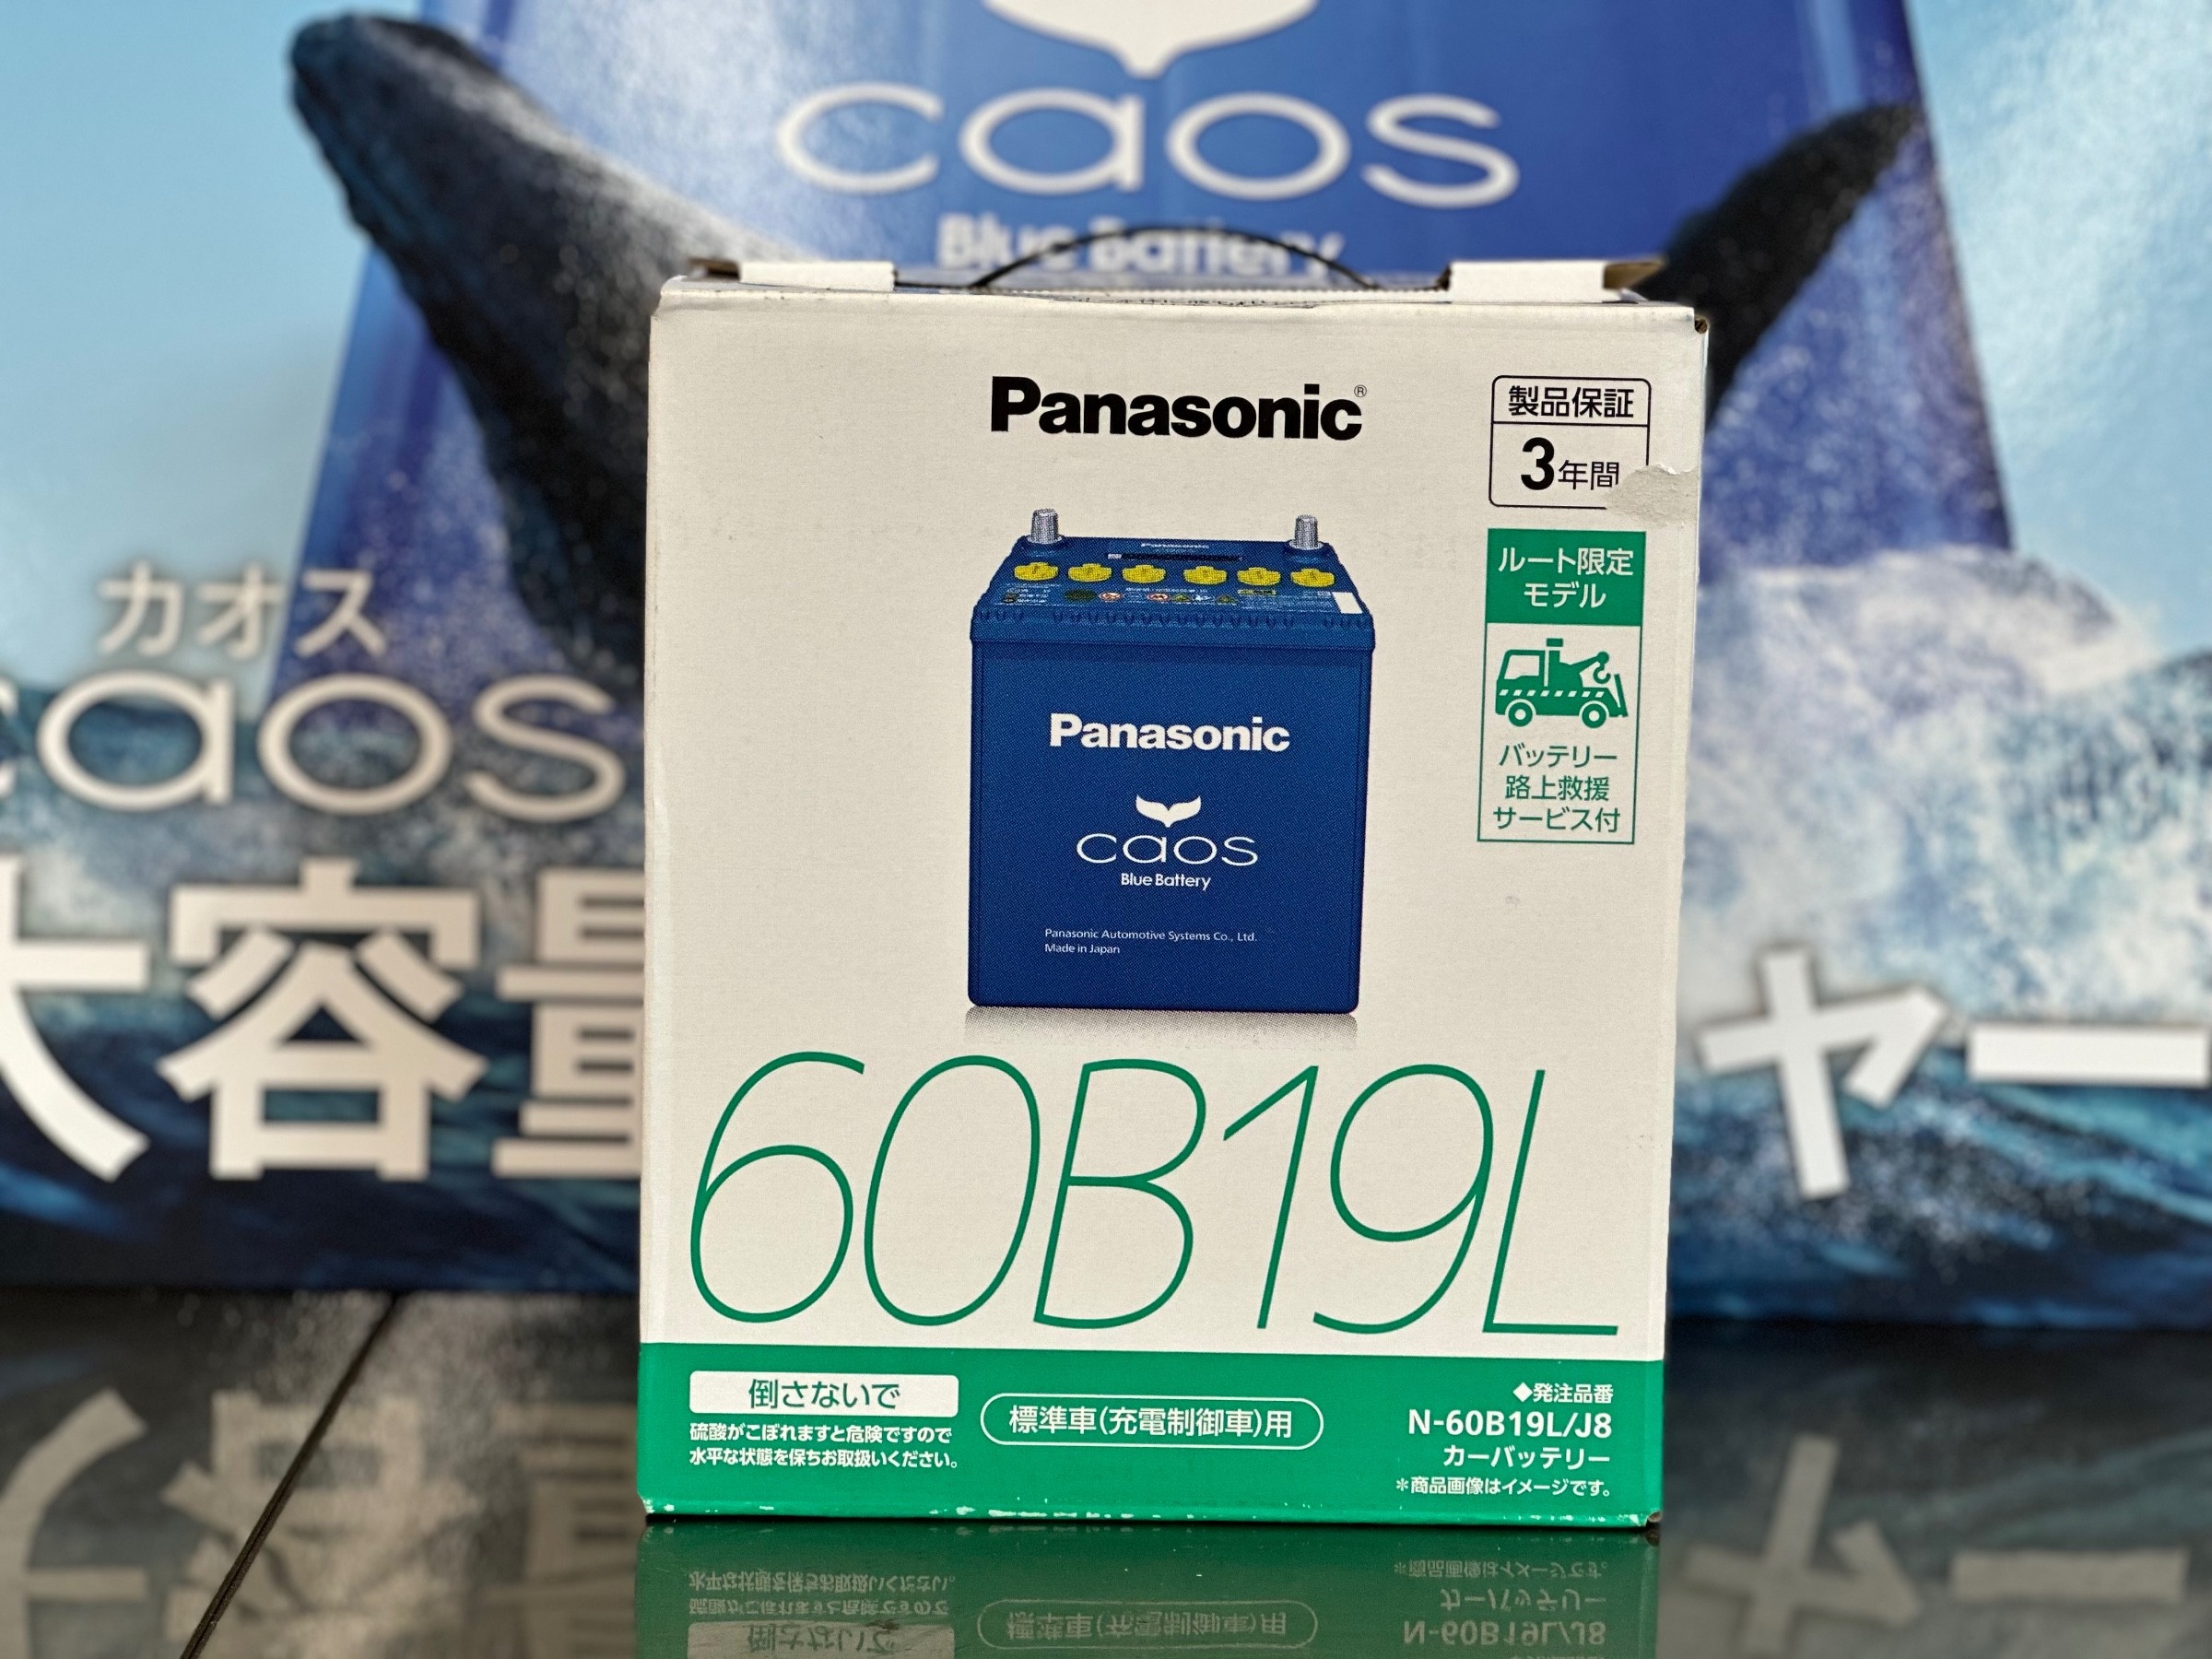 caos
Blue Battery
カオス
caos
大容量
ャー
Panasonic®
製品保証
3年間
ルート限定
モデル
バッテリー
路上救援
サービス付
Panasonic
Panasonic
caos
Blue Battery
Panasonic Automotive Systems Co., Ltd.
Made in Japan
60B19L
倒さないで
硫酸がこぼれますと危険ですので
水平な状態を保ちお取扱いください。
標準車(充電制御車)用
◆発注品番
N-60B19L/J8
カーバッテリー
*商品画像はイメージです。